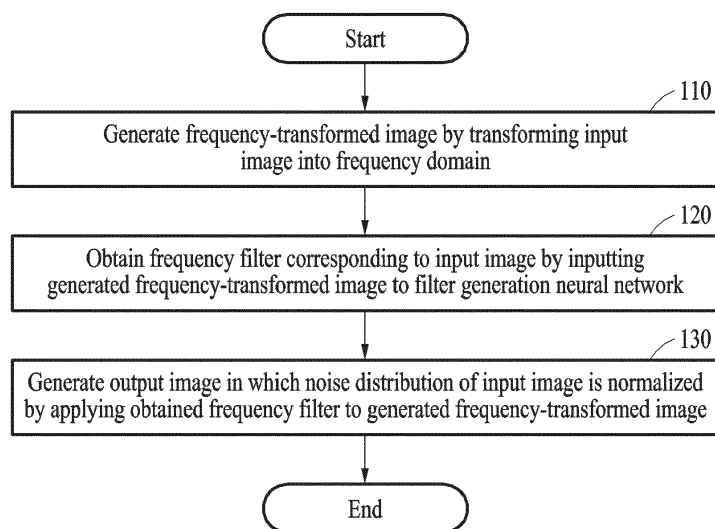 Start
110
Generate frequency-transformed image by transforming input
image into frequency domain
120
Obtain frequency filter corresponding to input image by inputting
generated frequency-transformed image to filter generation neural network
130
Generate output image in which noise distribution of input image is normalized
by applying obtained frequency filter to generated frequency-transformed image
End